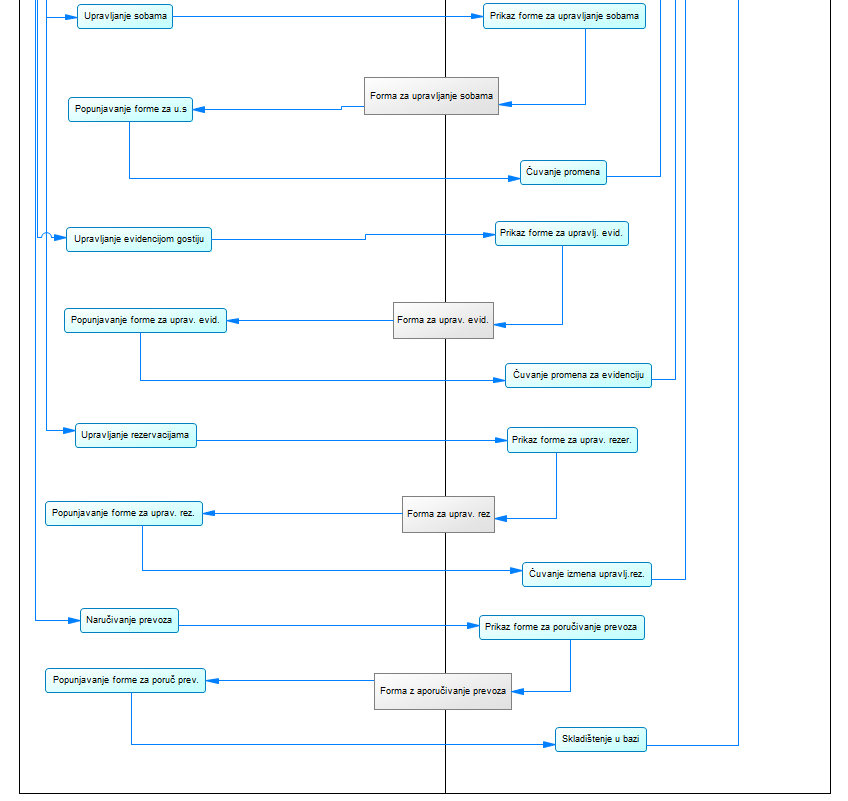 Upravljanje sobama
Prikaz forme za upravljanje sobama
Forma za upravljanje sobama
Popunjavanje forme za u.s
Čuvanje promena
Upravljanje evidencijom gostiju
Prikaz forme za upravlj. evid.
Popunjavanje forme za uprav. evid.
Forma za uprav. evid.
Čuvanje promena za evidenciju
Upravljanje rezervacijama
Prikaz forme za uprav. rezer.
Popunjavanje forme za uprav. rez.
Forma za uprav. rez
Čuvanje izmena upravlj.rez.
Naručivanje prevoza
Prikaz forme za poručivanje prevoza
Popunjavanje forme za poruč prev.
Forma z aporučivanje prevoza
Skladištenje u bazi